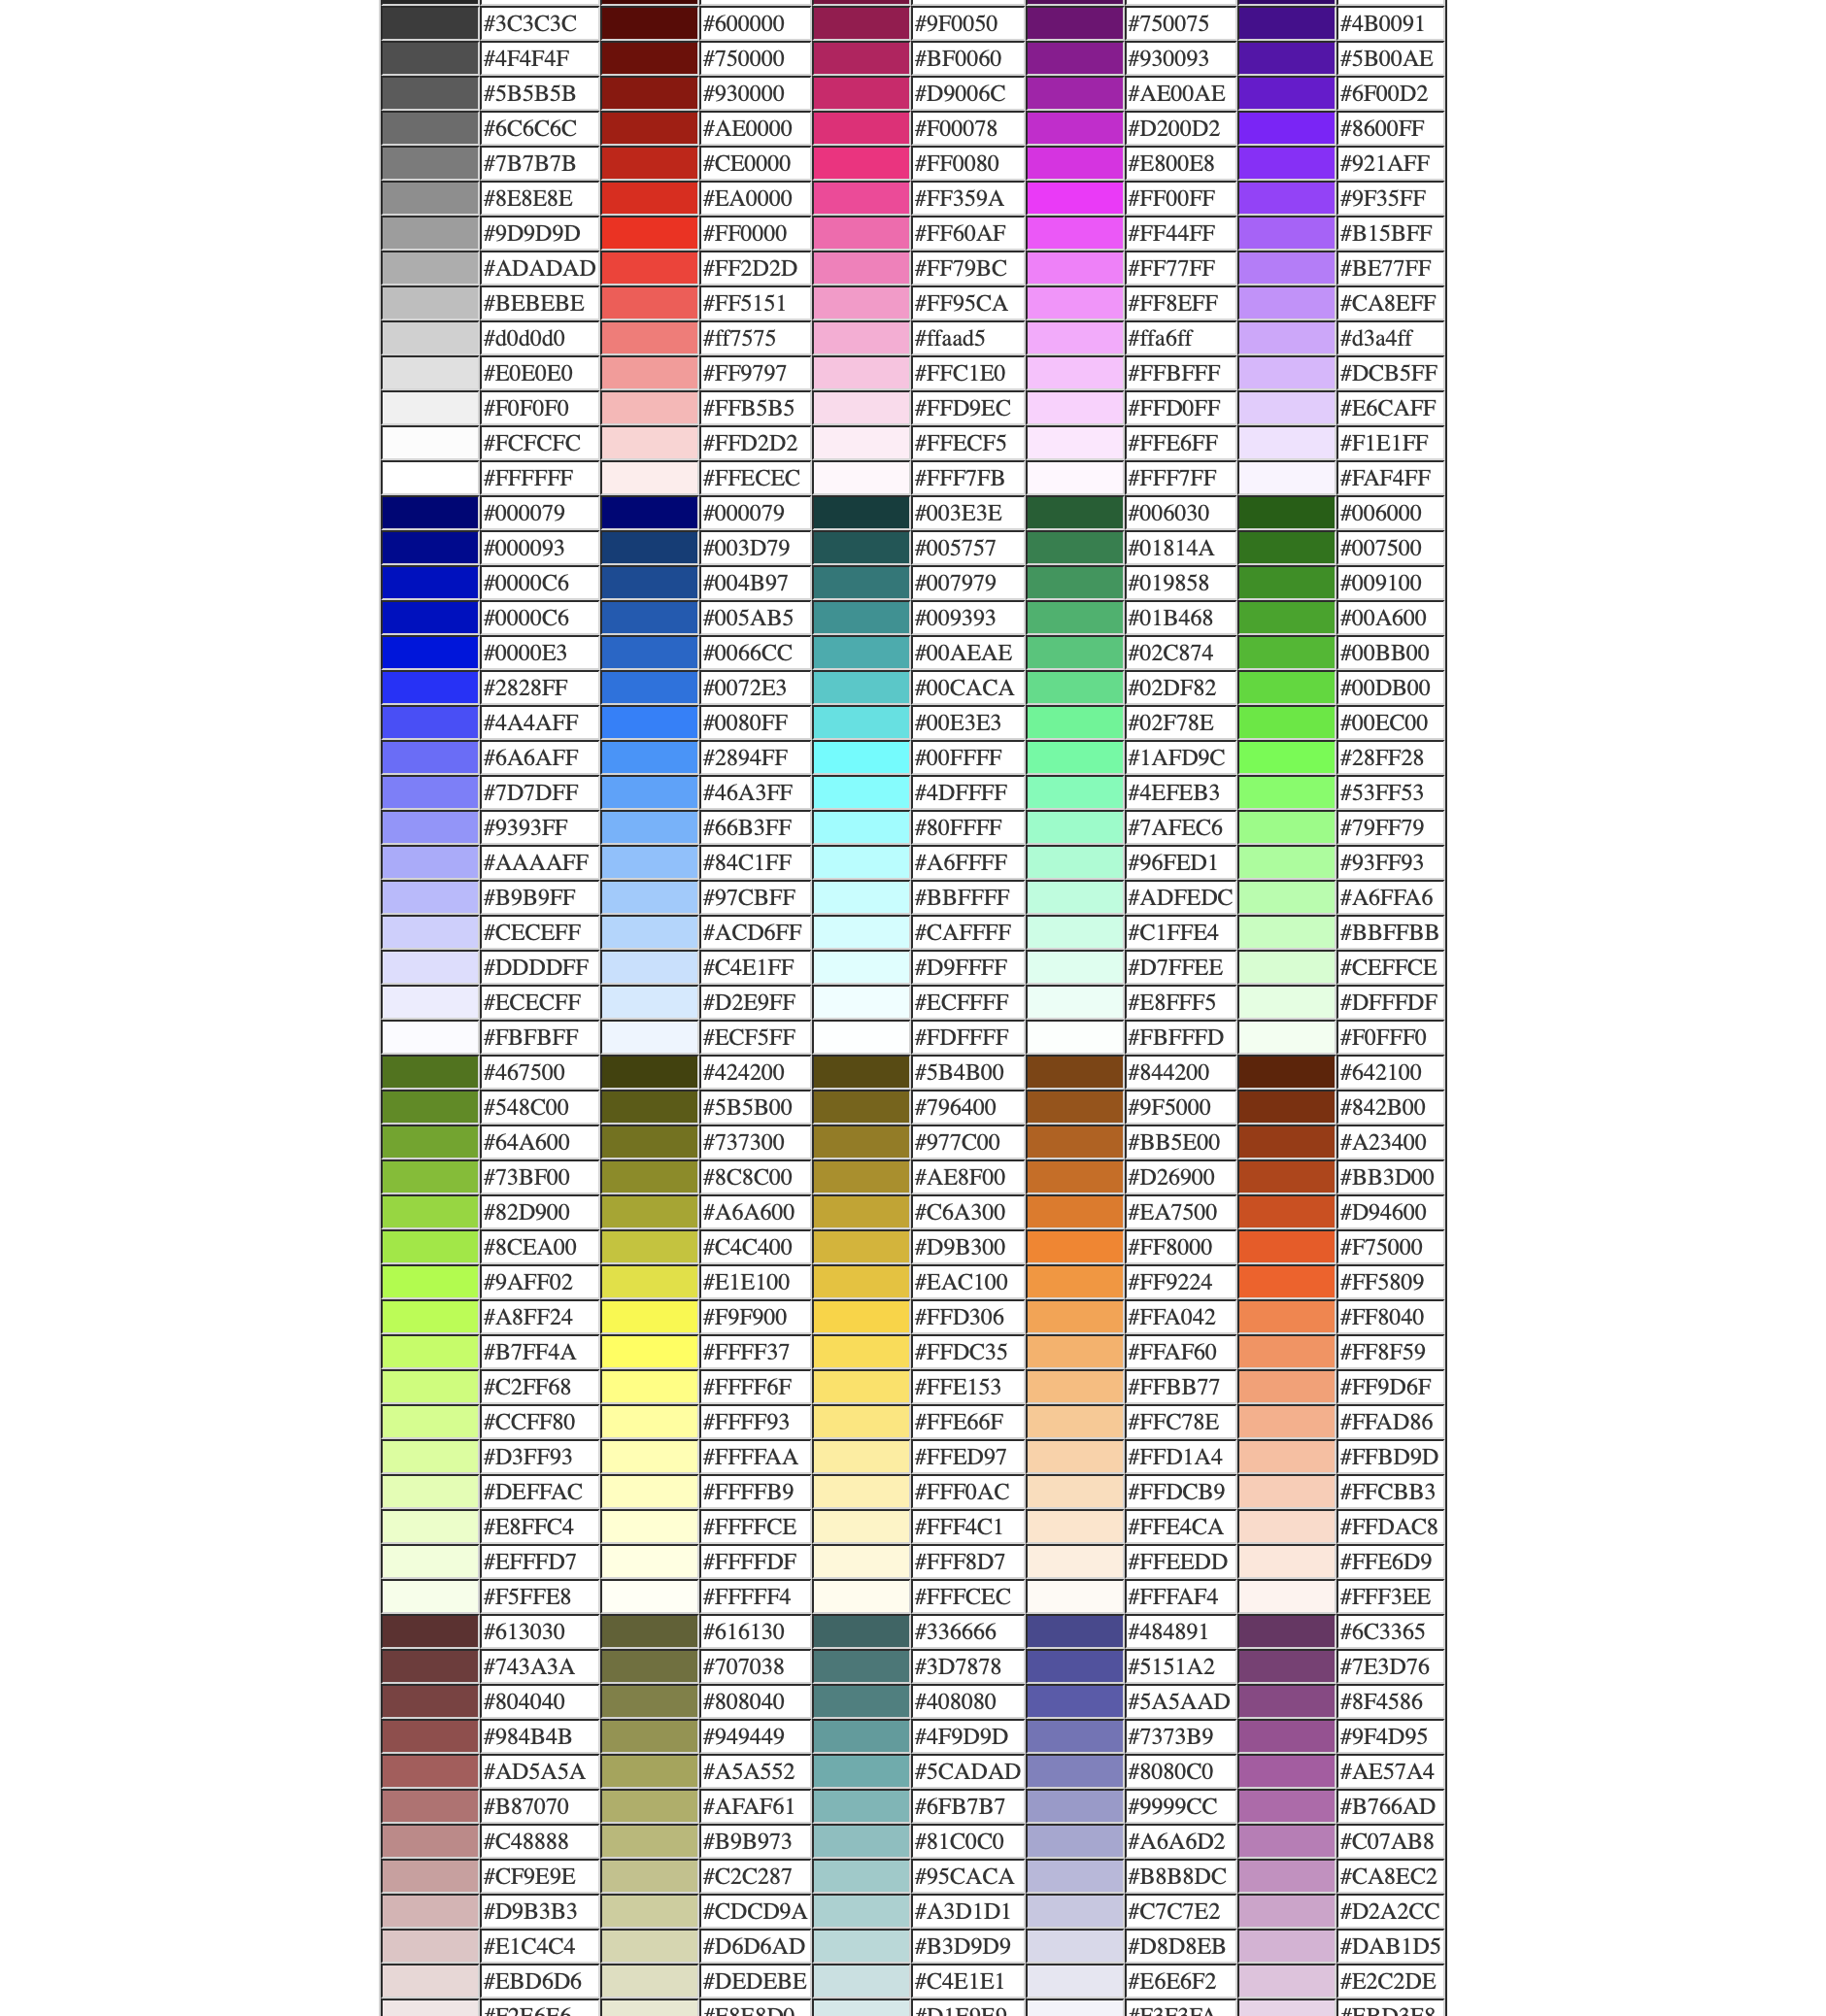 #3C3C3C #600000 #9F0050 #750075 #4B0091
#4F4F4F #750000 #BF0060 #930093 #5B00AE
#5B5B5B #930000 #D9006C #AE00AE #6F00D2
#6C6C6C #AE0000 #F00078 #D200D2 #8600FF
#7B7B7B #CE0000 #FF0080 #E800E8 #921AFF
#8E8E8E #EA0000 #FF359A #FF00FF #9F35FF
#9D9D9D #FF0000 #FF60AF #FF44FF #B15BFF
#ADADAD #FF2D2D #FF79BC #FF77FF #BE77FF
#BEBEBE #FF5151 #FF95CA #FF8EFF #CA8EFF
#d0d0d0 #ff7575 #ffaad5 #ffa6ff #d3a4ff
#E0E0E0 #FF9797 #FFC1E0 #FFBFFF #DCB5FF
#F0F0F0 #FFB5B5 #FFD9EC #FFD0FF #E6CAFF
#FCFCFC #FFD2D2 #FFECF5 #FFE6FF #F1E1FF
#FFFFFF #FFECEC #FFF7FB #FFF7FF #FAF4FF
#000079 #000079 #003E3E #006030 #006000
#000093 #003D79 #005757 #01814A #007500
#0000C6 #004B97 #007979 #019858 #009100
#0000C6 #005AB5 #009393 #01B468 #00A600
#0000E3 #0066CC #00AEAE #02C874 #00BB00
#2828FF #0072E3 #00CACA #02DF82 #00DB00
#4A4AFF #0080FF #00E3E3 #02F78E #00EC00
#6A6AFF #2894FF #00FFFF #1AFD9C #28FF28
#7D7DFF #46A3FF #4DFFFF #4EFEB3 #53FF53
#9393FF #66B3FF #80FFFF #7AFEC6 #79FF79
#AAAAFF #84C1FF #A6FFFF #96FED1 #93FF93
#B9B9FF #97CBFF #BBFFFF #ADFEDC #A6FFA6
#CECEFF #ACD6FF #CAFFFF #C1FFE4 #BBFFBB
#DDDDFF #C4E1FF #D9FFFF #D7FFEE #CEFFCE
#ECECFF #D2E9FF #ECFFFF #E8FFF5 #DFFFDF
#FBFBFF #ECF5FF #FDFFFF #FBFFFD #F0FFF0
#467500 #424200 #5B4B00 #844200 #642100
#548C00 #5B5B00 #796400 #9F5000 #842B00
#64A600 #737300 #977C00 #BB5E00 #A23400
#73BF00 #8C8C00 #AE8F00 #D26900 #BB3D00
#82D900 #A6A600 #C6A300 #EA7500 #D94600
#8CEA00 #C4C400 #D9B300 #FF8000 #F75000
#9AFF02 #E1E100 #EAC100 #FF9224 #FF5809
#A8FF24 #F9F900 #FFD306 #FFA042 #FF8040
#B7FF4A #FFFF37 #FFDC35 #FFAF60 #FF8F59
#C2FF68 #FFFF6F #FFE153 #FFBB77 #FF9D6F
#CCFF80 #FFFF93 #FFE66F #FFC78E #FFAD86
#D3FF93 #FFFFAA #FFED97 #FFD1A4 #FFBD9D
#DEFFAC #FFFFB9 #FFF0AC #FFDCB9 #FFCBB3
#E8FFC4 #FFFFCE #FFF4C1 #FFE4CA #FFDAC8
#EFFFD7 #FFFFDF #FFF8D7 #FFEEDD #FFE6D9
#F5FFE8 #FFFFF4 #FFFCEC #FFFAF4 #FFF3EE
#613030 #616130 #336666 #484891 #6C3365
#743A3A #707038 #3D7878 #5151A2 #7E3D76
#804040 #808040 #408080 #5A5AAD #8F4586
#984B4B #949449 #4F9D9D #7373B9 #9F4D95
#AD5A5A #A5A552 #5CADAD #8080C0 #AE57A4
#B87070 #AFAF61 #6FB7B7 #9999CC #B766AD
#C48888 #B9B973 #81C0C0 #A6A6D2 #C07AB8
#CF9E9E #C2C287 #95CACA #B8B8DC #CA8EC2
#D9B3B3 #CDCD9A #A3D1D1 #C7C7E2 #D2A2CC
#E1C4C4 #D6D6AD #B3D9D9 #D8D8EB #DAB1D5
#EBD6D6 #DEDEBE #C4E1E1 #E6E6F2 #E2C2DE